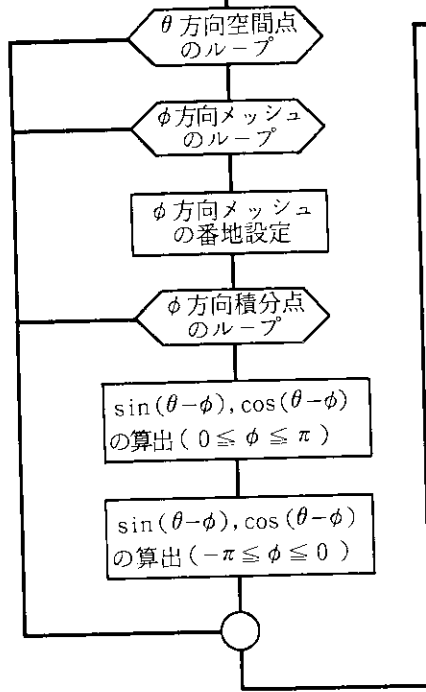 θ方向空間点
のループ
φ方向メッシュ
のループ
φ方向メッシュ
の番地設定
φ方向積分点
のループ
sin(θ−φ),cos(θ−φ)
の算出(0≦φ≦π)
sin(θ−φ),cos(θ−φ)
の算出(−π≦φ≦0)